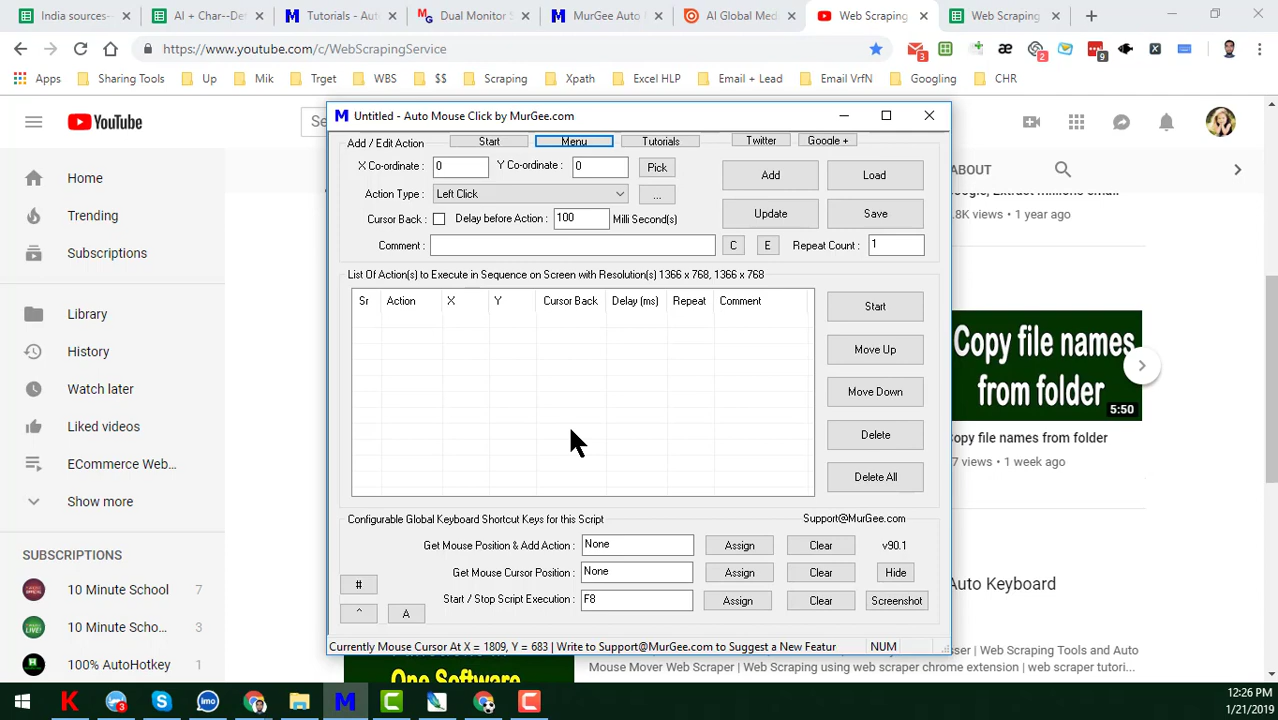 India sources--
AI + Char--De
Tutorials - Aut
Dual Monitor S
MurGee Auto
AI Global Med
Web Scraping
Web Scraping
https://www.youtube.com/c/WebScrapingService
3
2
9
Apps
Sharing Tools
Up
Mik
Trget
WBS
$$
Scraping
Xpath
Excel HLP
Email + Lead
Email VrfN
Googling
CHR
YouTube
Se
Home
Trending
Subscriptions
Library
History
Watch later
Liked videos
ECommerce Web...
Show more
SUBSCRIPTIONS
10 Minute School 7
10 Minute Scho... 3
100% AutoHotkey 1
Untitled - Auto Mouse Click by MurGee.com
Add / Edit Action
Start
Menu
Tutorials
Twitter
Google +
X Co-ordinate : 0
Y Co-ordinate : 0
Pick
Add
Load
Action Type : Left Click
...
Cursor Back :
Delay before Action : 100 Milli Second(s)
Update
Save
Comment :
C
E
Repeat Count : 1
List Of Action(s) to Execute in Sequence on Screen with Resolution(s) 1366 x 768, 1366 x 768
Sr Action X Y Cursor Back Delay (ms) Repeat Comment
Start
Move Up
Move Down
Delete
Delete All
Configurable Global Keyboard Shortcut Keys for this Script
Support@MurGee.com
Get Mouse Position & Add Action : None Assign Clear v90.1
Get Mouse Cursor Position : None Assign Clear Hide
Start / Stop Script Execution : F8 Assign Clear Screenshot
#
^
A
Currently Mouse Cursor At X = 1809, Y = 683 | Write to Support@MurGee.com to Suggest a New Featur
NUM
ABOUT
.8K views • 1 year ago
Copy file names
from folder
5:50
Copy file names from folder
7 views • 1 week ago
Auto Keyboard
sser | Web Scraping Tools and Auto
Mouse Mover Web Scraper | Web Scraping using web scraper chrome extension | web scraper tutori...
One Software
3
imo
12:26 PM
1/21/2019